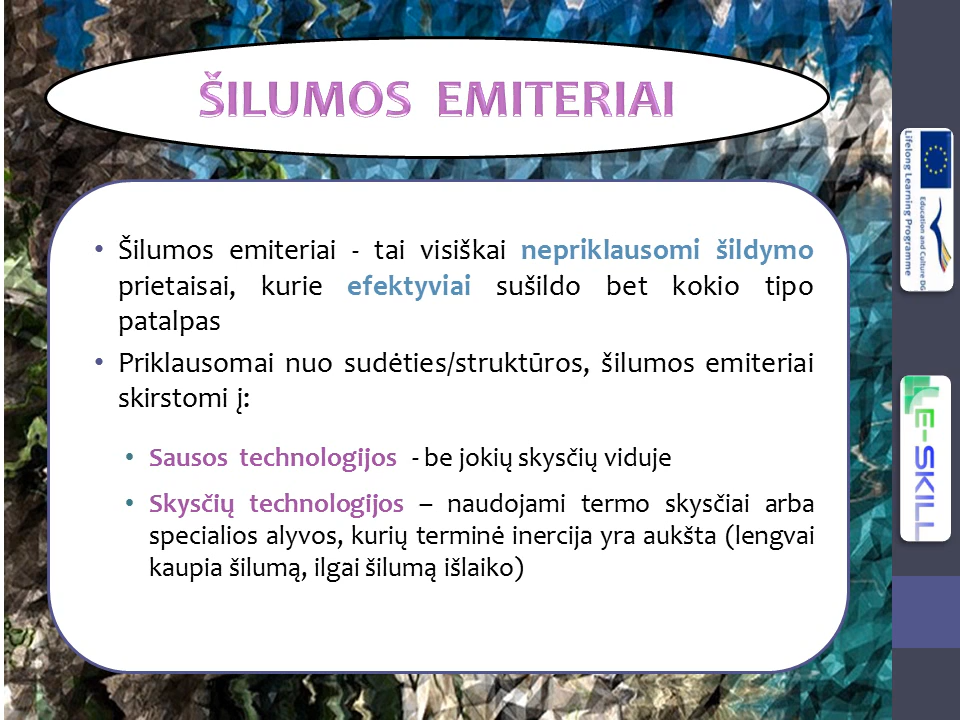 ŠILUMOS EMITERIAI
• Šilumos emiteriai - tai visiškai nepriklausomi šildymo
prietaisai, kurie efektyviai sušildo bet kokio tipo
patalpas
• Priklausomai nuo sudėties/struktūros, šilumos emiteriai
skirstomi į:
• Sausos technologijos - be jokių skysčių viduje
• Skysčių technologijos – naudojami termo skysčiai arba
specialios alyvos, kurių terminė inercija yra aukšta (lengvai
kaupia šilumą, ilgai šilumą išlaiko)
Education and Culture DG
Lifelong Learning Programme
E-SKILL